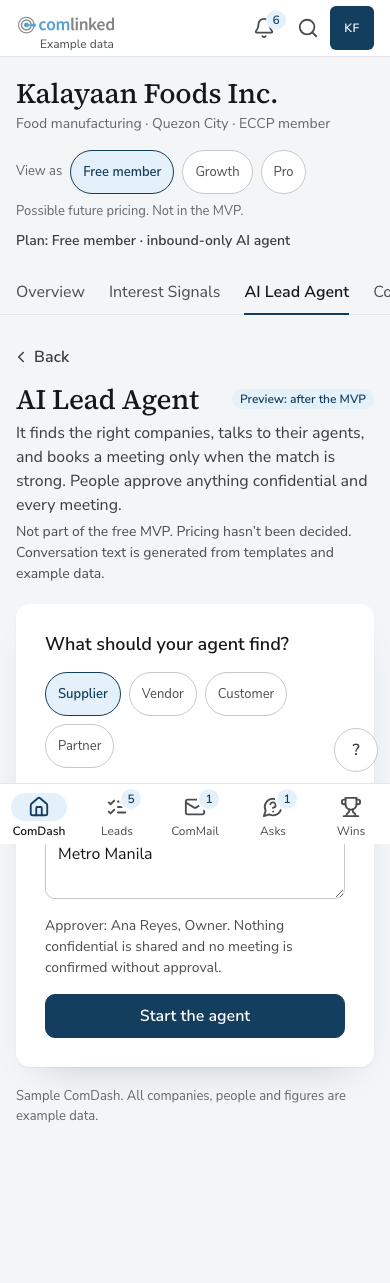 comlinked
Example data
6
KF
Kalayaan Foods Inc.
Food manufacturing · Quezon City · ECCP member
View as
Free member
Growth
Pro
Possible future pricing. Not in the MVP.
Plan: Free member · inbound-only AI agent
Overview
Interest Signals
AI Lead Agent
Co
Back
AI Lead Agent
Preview: after the MVP
It finds the right companies, talks to their agents,
and books a meeting only when the match is
strong. People approve anything confidential and
every meeting.
Not part of the free MVP. Pricing hasn't been decided.
Conversation text is generated from templates and
example data.
What should your agent find?
Supplier
Vendor
Customer
Partner
?
5
1
1
ComDash
Leads
ComMail
Asks
Wins
Metro Manila
Approver: Ana Reyes, Owner. Nothing
confidential is shared and no meeting is
confirmed without approval.
Start the agent
Sample ComDash. All companies, people and figures are
example data.